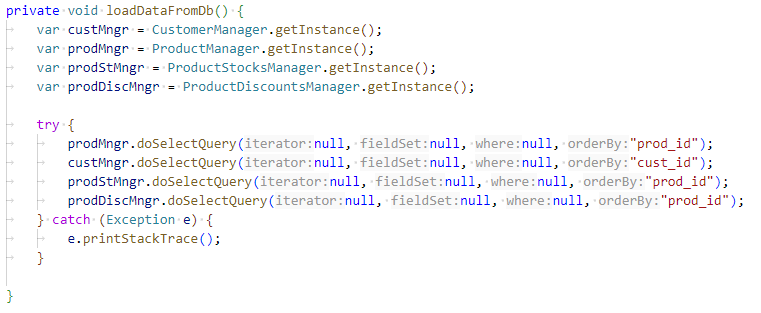 private void loadDataFromDb() {
    var custMngr = CustomerManager.getInstance();
    var prodMngr = ProductManager.getInstance();
    var prodStMngr = ProductStocksManager.getInstance();
    var prodDiscMngr = ProductDiscountsManager.getInstance();

    try {
        prodMngr.doSelectQuery(iterator:null, fieldSet:null, where:null, orderBy:"prod_id");
        custMngr.doSelectQuery(iterator:null, fieldSet:null, where:null, orderBy:"cust_id");
        prodStMngr.doSelectQuery(iterator:null, fieldSet:null, where:null, orderBy:"prod_id");
        prodDiscMngr.doSelectQuery(iterator:null, fieldSet:null, where:null, orderBy:"prod_id");
    } catch (Exception e) {
        e.printStackTrace();
    }

}